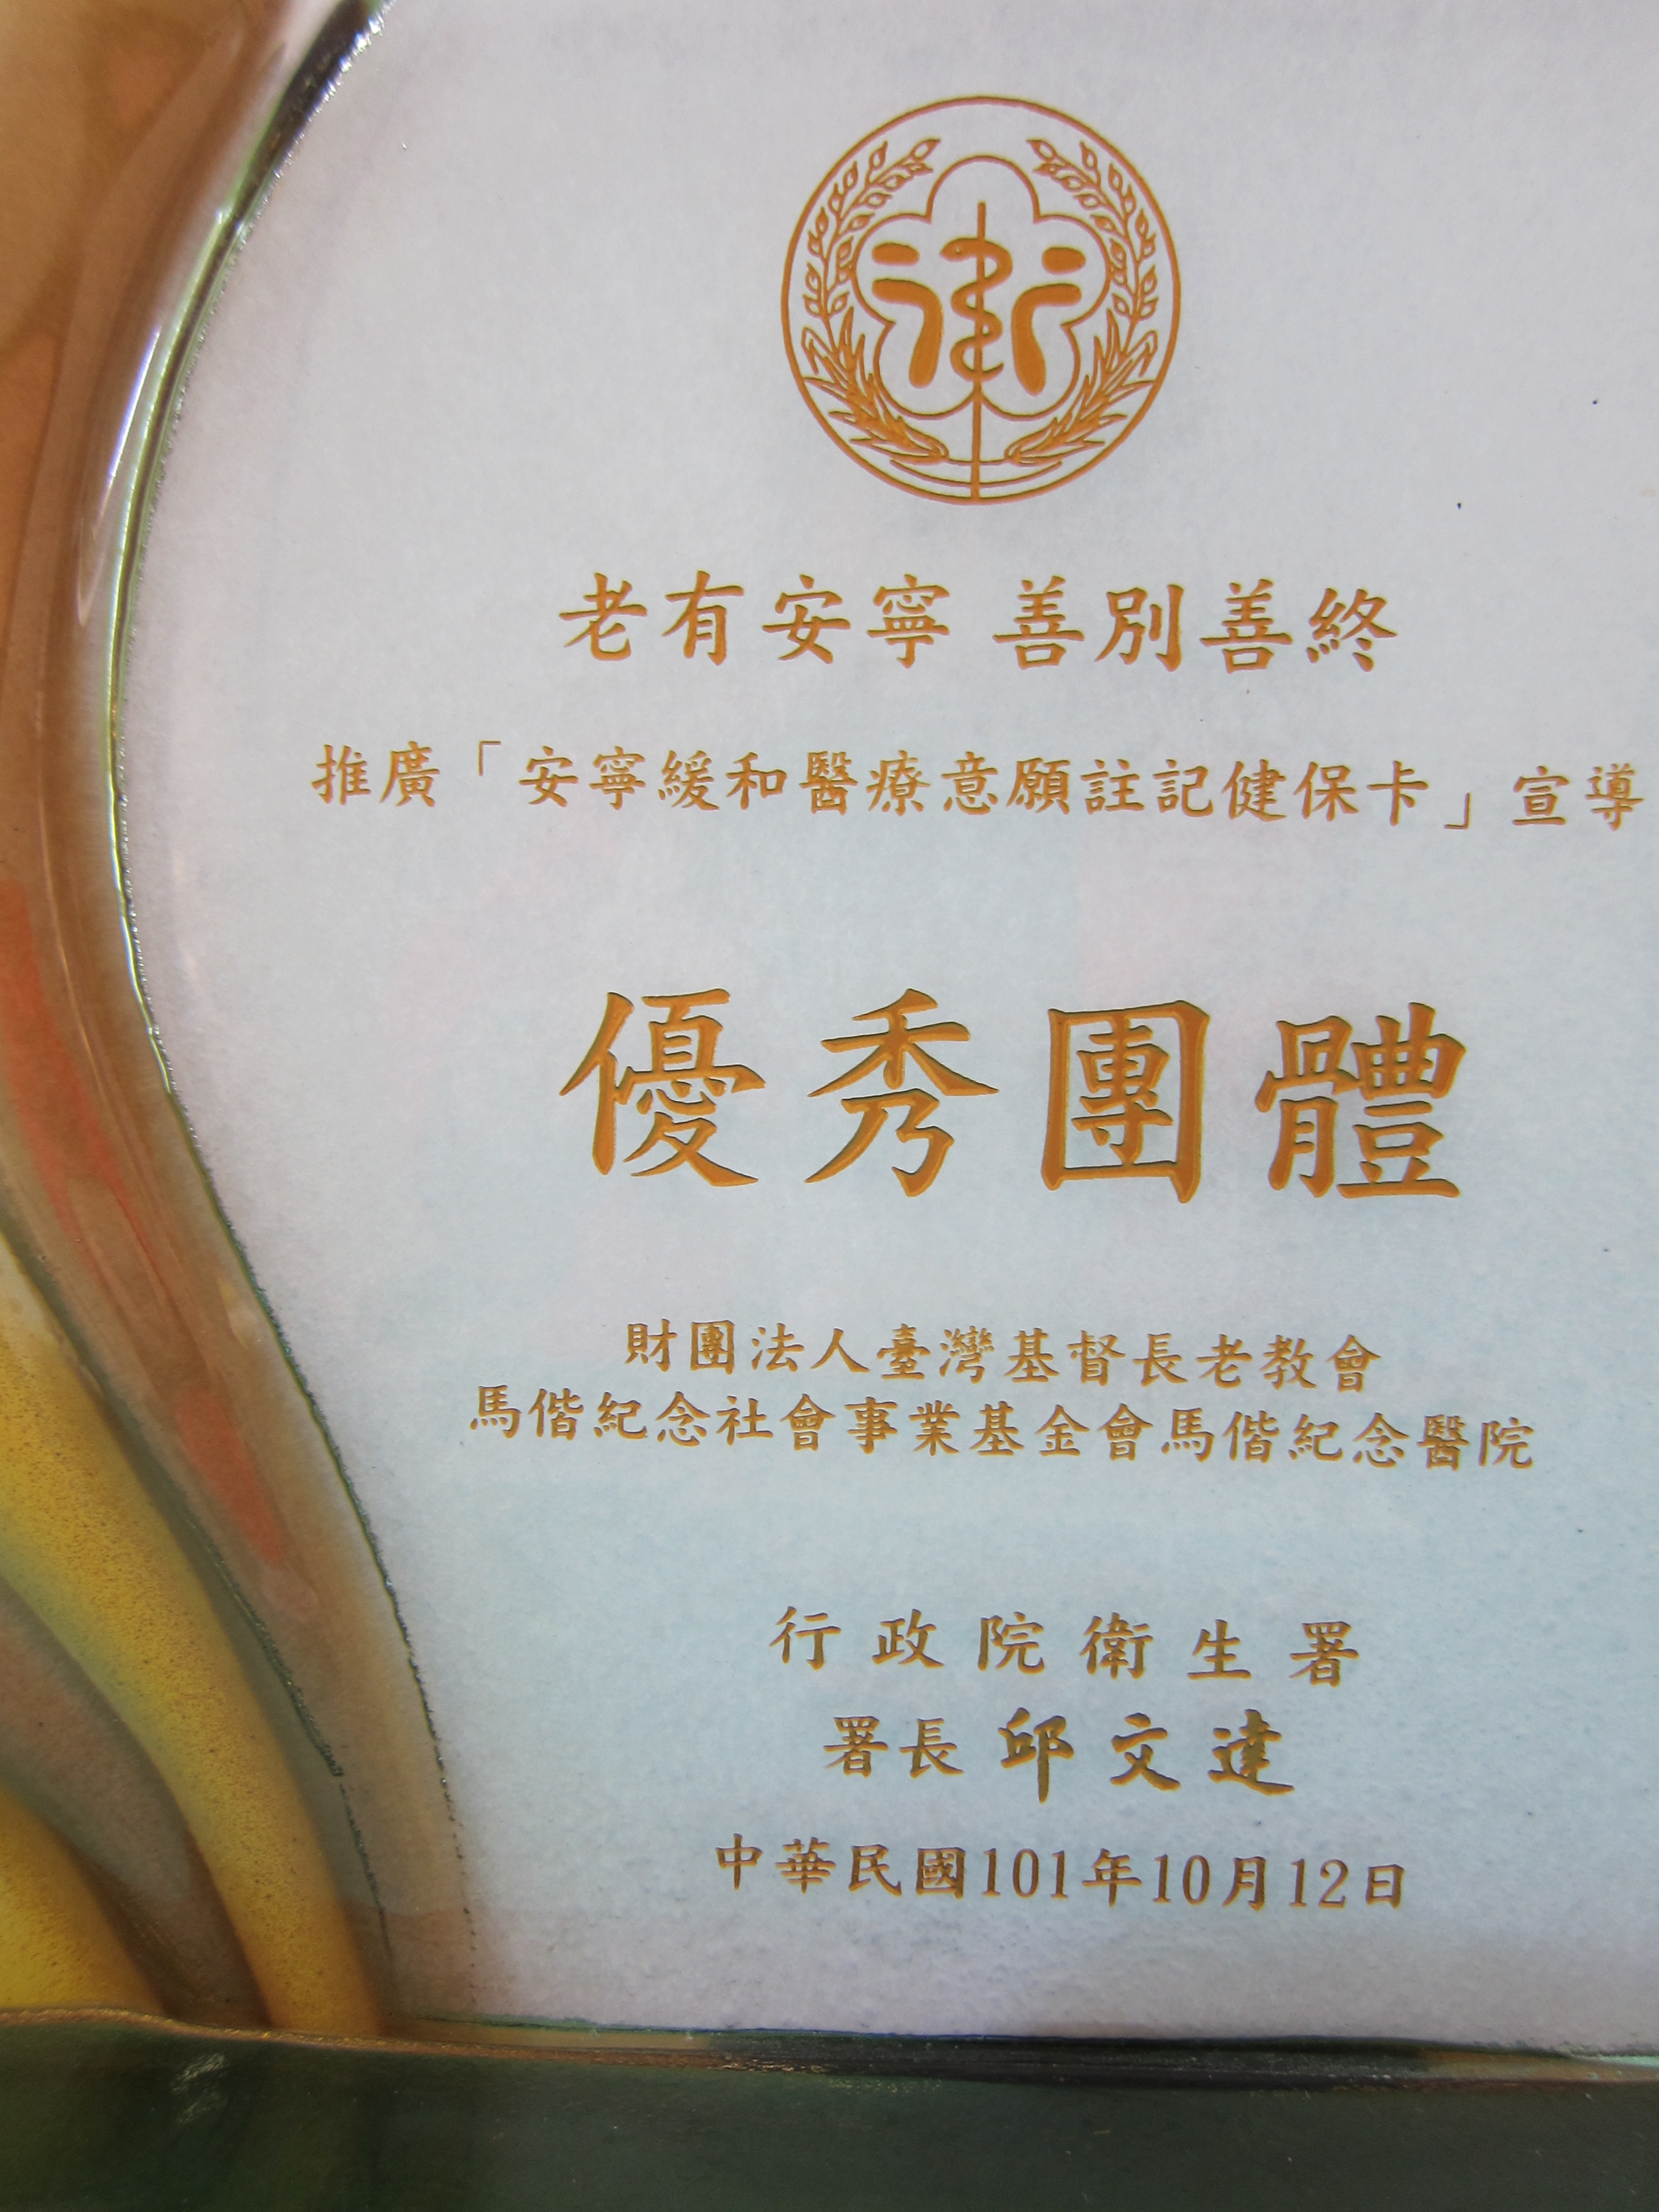 衛
老有安寧 善別善終
推廣「安寧緩和醫療意願註記健保卡」宣導
優秀團體
財團法人臺灣基督長老教會
馬偕紀念社會事業基金會馬偕紀念醫院
行政院衛生署
署長 邱文達
中華民國101年10月12日